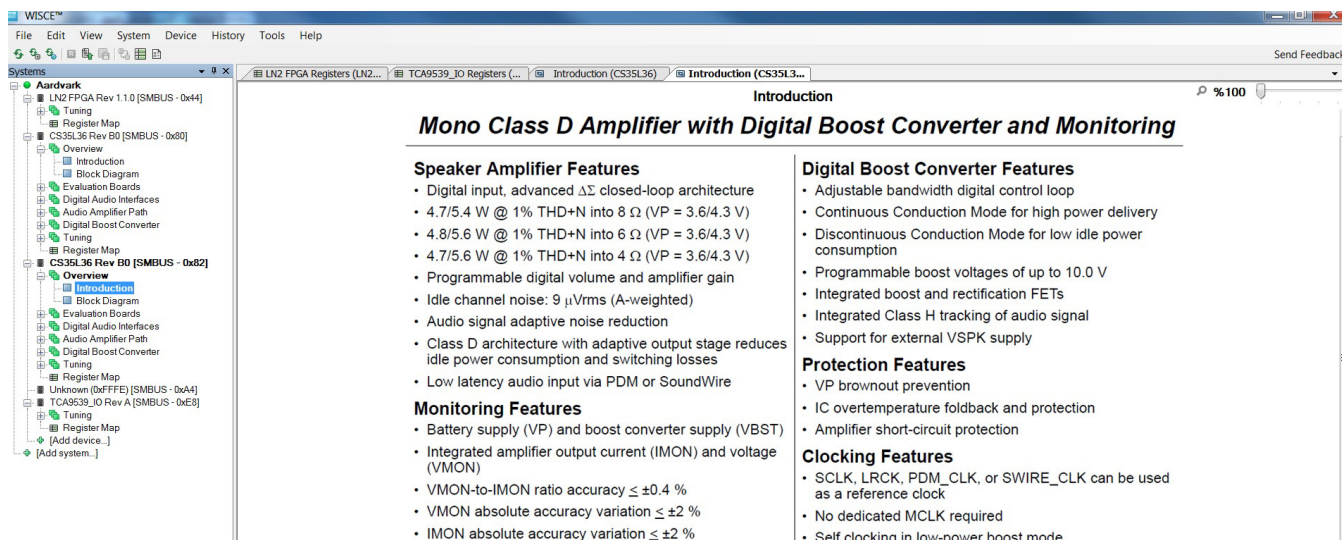 WISCE™
File Edit View System Device History Tools Help
Send Feedback
Systems
Aardvark
LN2 FPGA Rev 1.1.0 [SMBUS - 0x44]
Tuning
Register Map
CS35L36 Rev B0 [SMBUS - 0x80]
Overview
Introduction
Block Diagram
Evaluation Boards
Digital Audio Interfaces
Audio Amplifier Path
Digital Boost Converter
Tuning
Register Map
CS35L36 Rev B0 [SMBUS - 0x82]
Overview
Introduction
Block Diagram
Evaluation Boards
Digital Audio Interfaces
Audio Amplifier Path
Digital Boost Converter
Tuning
Register Map
Unknown (0xFFFE) [SMBUS - 0xA4]
TCA9539_IO Rev A [SMBUS - 0xE8]
Tuning
Register Map
[Add device...]
[Add system...]
LN2 FPGA Registers (LN2... TCA9539_IO Registers (... Introduction (CS35L36) Introduction (CS35L3...
Introduction
%100
Mono Class D Amplifier with Digital Boost Converter and Monitoring
Speaker Amplifier Features
• Digital input, advanced ΔΣ closed-loop architecture
• 4.7/5.4 W @ 1% THD+N into 8 Ω (VP = 3.6/4.3 V)
• 4.8/5.6 W @ 1% THD+N into 6 Ω (VP = 3.6/4.3 V)
• 4.7/5.6 W @ 1% THD+N into 4 Ω (VP = 3.6/4.3 V)
• Programmable digital volume and amplifier gain
• Idle channel noise: 9 μVrms (A-weighted)
• Audio signal adaptive noise reduction
• Class D architecture with adaptive output stage reduces
idle power consumption and switching losses
• Low latency audio input via PDM or SoundWire
Monitoring Features
• Battery supply (VP) and boost converter supply (VBST)
• Integrated amplifier output current (IMON) and voltage
(VMON)
• VMON-to-IMON ratio accuracy ≤ ±0.4 %
• VMON absolute accuracy variation ≤ ±2 %
• IMON absolute accuracy variation ≤ ±2 %
Digital Boost Converter Features
• Adjustable bandwidth digital control loop
• Continuous Conduction Mode for high power delivery
• Discontinuous Conduction Mode for low idle power
consumption
• Programmable boost voltages of up to 10.0 V
• Integrated boost and rectification FETs
• Integrated Class H tracking of audio signal
• Support for external VSPK supply
Protection Features
• VP brownout prevention
• IC overtemperature foldback and protection
• Amplifier short-circuit protection
Clocking Features
• SCLK, LRCK, PDM_CLK, or SWIRE_CLK can be used
as a reference clock
• No dedicated MCLK required
• Self clocking in low-power boost mode